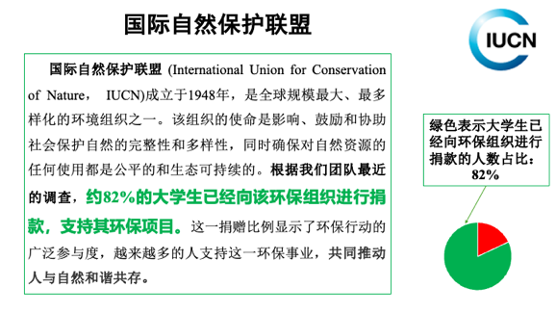 国际自然保护联盟
IUCN
国际自然保护联盟 (International Union for Conservation
of Nature， IUCN)成立于1948年，是全球规模最大、最多
样化的环境组织之一。该组织的使命是影响、鼓励和协助
社会保护自然的完整性和多样性，同时确保对自然资源的
任何使用都是公平的和生态可持续的。根据我们团队最近
的调查，约82%的大学生已经向该环保组织进行捐
款，支持其环保项目。这一捐赠比例显示了环保行动的
广泛参与度，越来越多的人支持这一环保事业，共同推动
人与自然和谐共存。
绿色表示大学生已
经向环保组织进行
捐款的人数占比：
82%